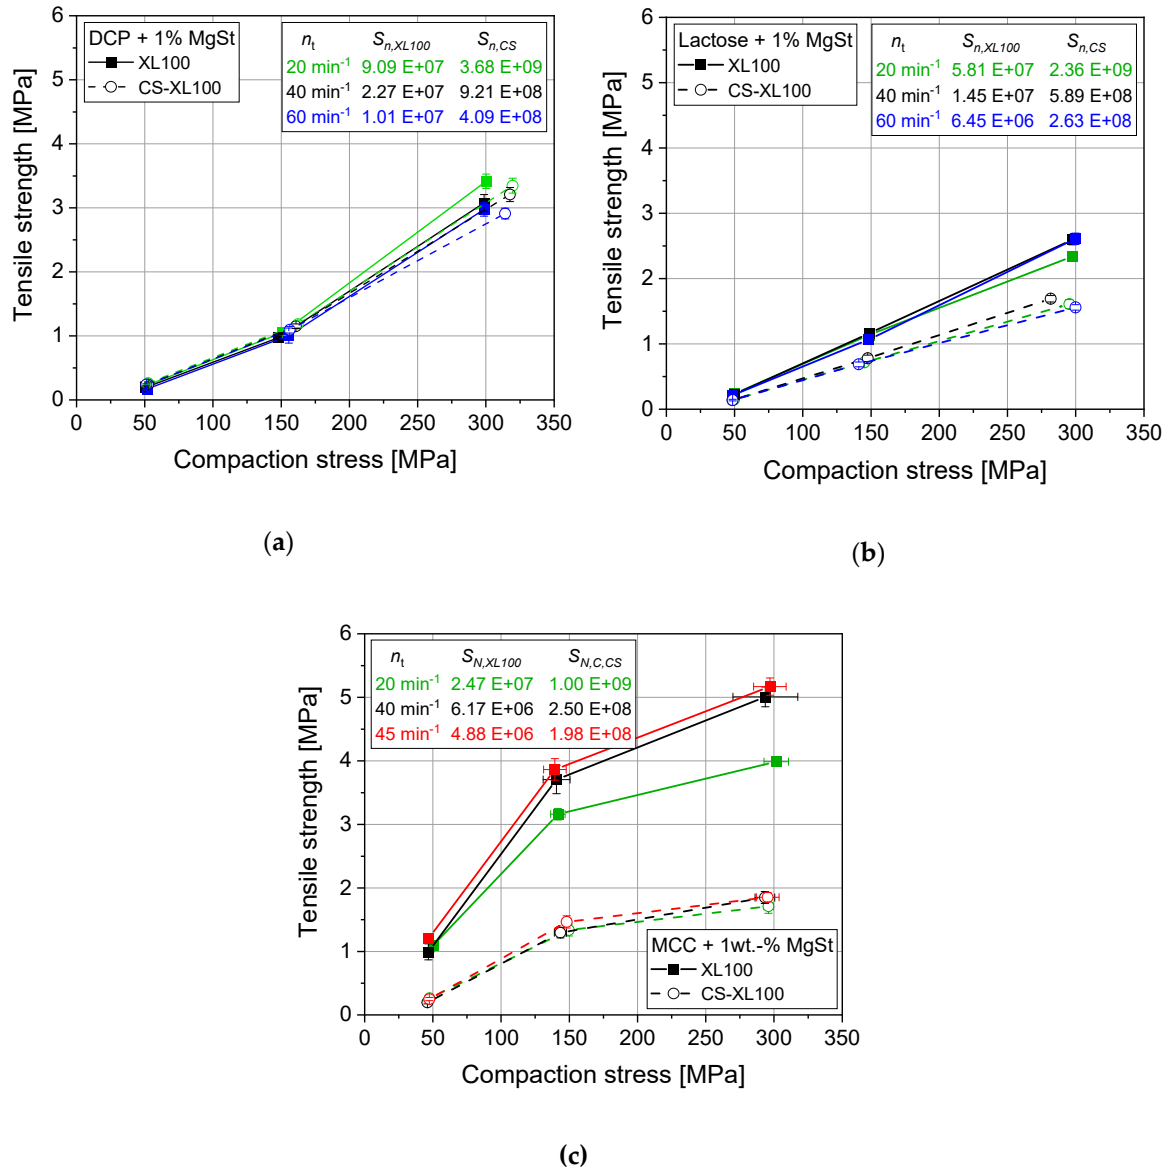 DCP + 1% MgSt
XL100
CS-XL100
nt Sn,XL100 Sn,CS
20 min-1 9.09 E+07 3.68 E+09
40 min-1 2.27 E+07 9.21 E+08
60 min-1 1.01 E+07 4.09 E+08
Tensile strength [MPa]
6
5
4
3
2
1
0
0 50 100 150 200 250 300 350
Compaction stress [MPa]
(a)
Lactose + 1% MgSt
XL100
CS-XL100
nt Sn,XL100 Sn,CS
20 min-1 5.81 E+07 2.36 E+09
40 min-1 1.45 E+07 5.89 E+08
60 min-1 6.45 E+06 2.63 E+08
Tensile strength [MPa]
6
5
4
3
2
1
0
0 50 100 150 200 250 300 350
Compaction stress [MPa]
(b)
nt SN,XL100 SN,C,CS
20 min-1 2.47 E+07 1.00 E+09
40 min-1 6.17 E+06 2.50 E+08
45 min-1 4.88 E+06 1.98 E+08
Tensile strength [MPa]
6
5
4
3
2
1
0
MCC + 1wt.-% MgSt
XL100
CS-XL100
0 50 100 150 200 250 300 350
Compaction stress [MPa]
(c)